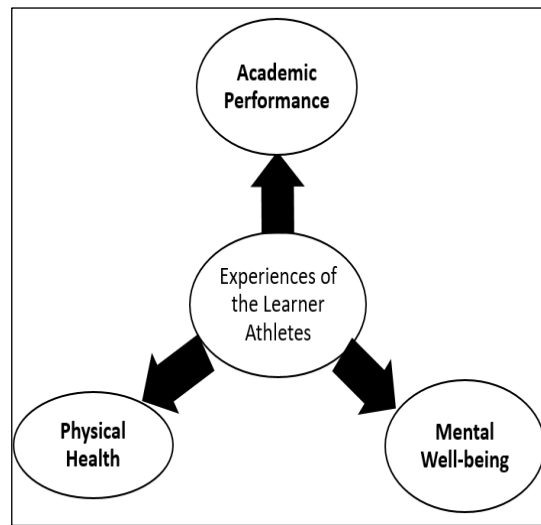 Academic
Performance
Experiences of
the Learner
Athletes
Physical
Health
Mental
Well-being